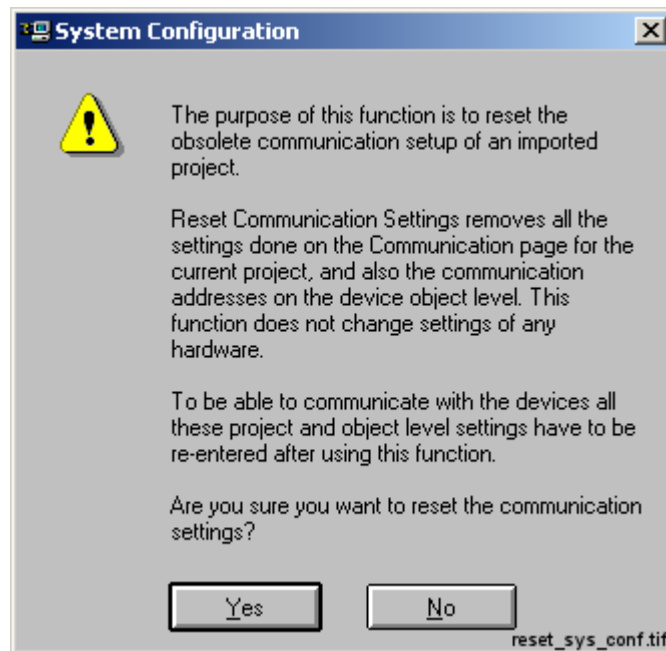 System Configuration
The purpose of this function is to reset the
obsolete communication setup of an imported
project.
Reset Communication Settings removes all the
settings done on the Communication page for the
current project, and also the communication
addresses on the device object level. This
function does not change settings of any
hardware.
To be able to communicate with the devices all
these project and object level settings have to be
re-entered after using this function.
Are you sure you want to reset the communication
settings?
Yes
No
reset_sys_conf.tif